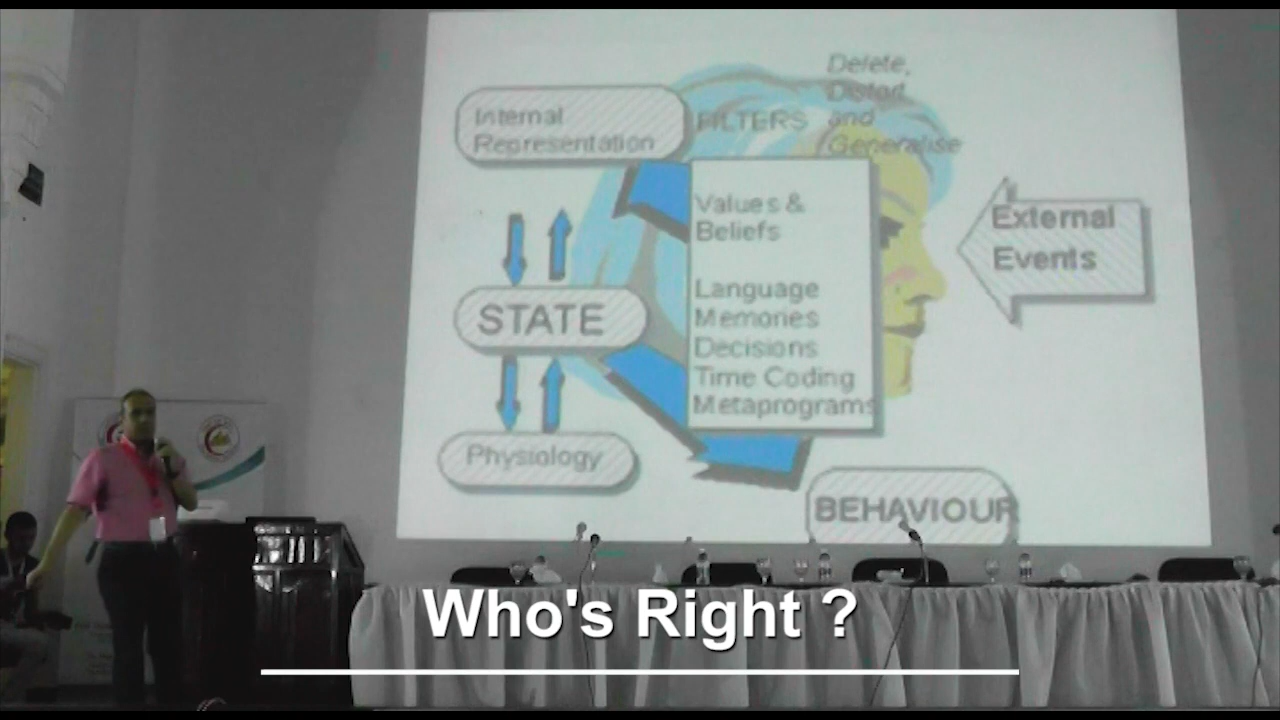 Delete,
Distort,
and
Generalise
Internal
Representation
FILTERS
Values &
Beliefs
Language
Memories
Decisions
Time Coding
Metaprograms
STATE
Physiology
External
Events
BEHAVIOUR
Who's Right ?